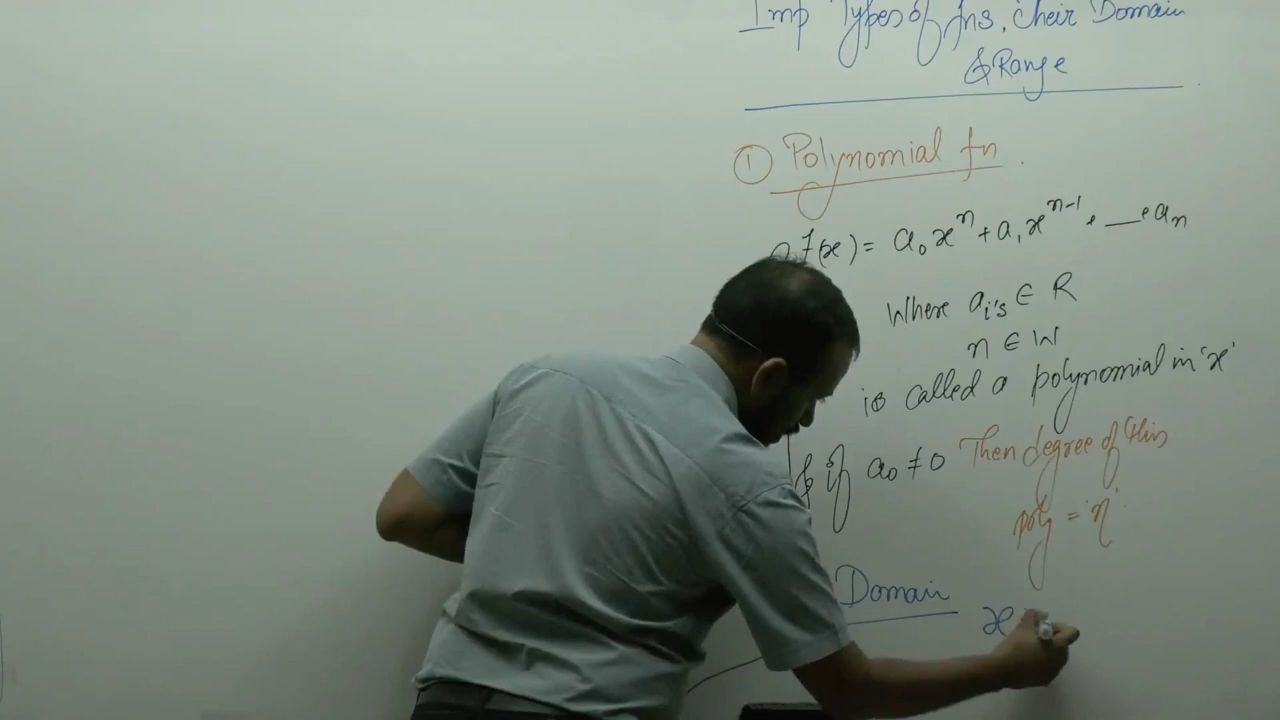 Imp Types of fns, their Domain
& Range
① Polynomial fn.
f(x) = a₀xⁿ + a₁xⁿ⁻¹ + __ + aₙ
Where aᵢ's ∈ R
n ∈ W
is called a polynomial in 'x'
& if a₀ ≠ 0 Then degree of this
poly = 'n'
Domain x